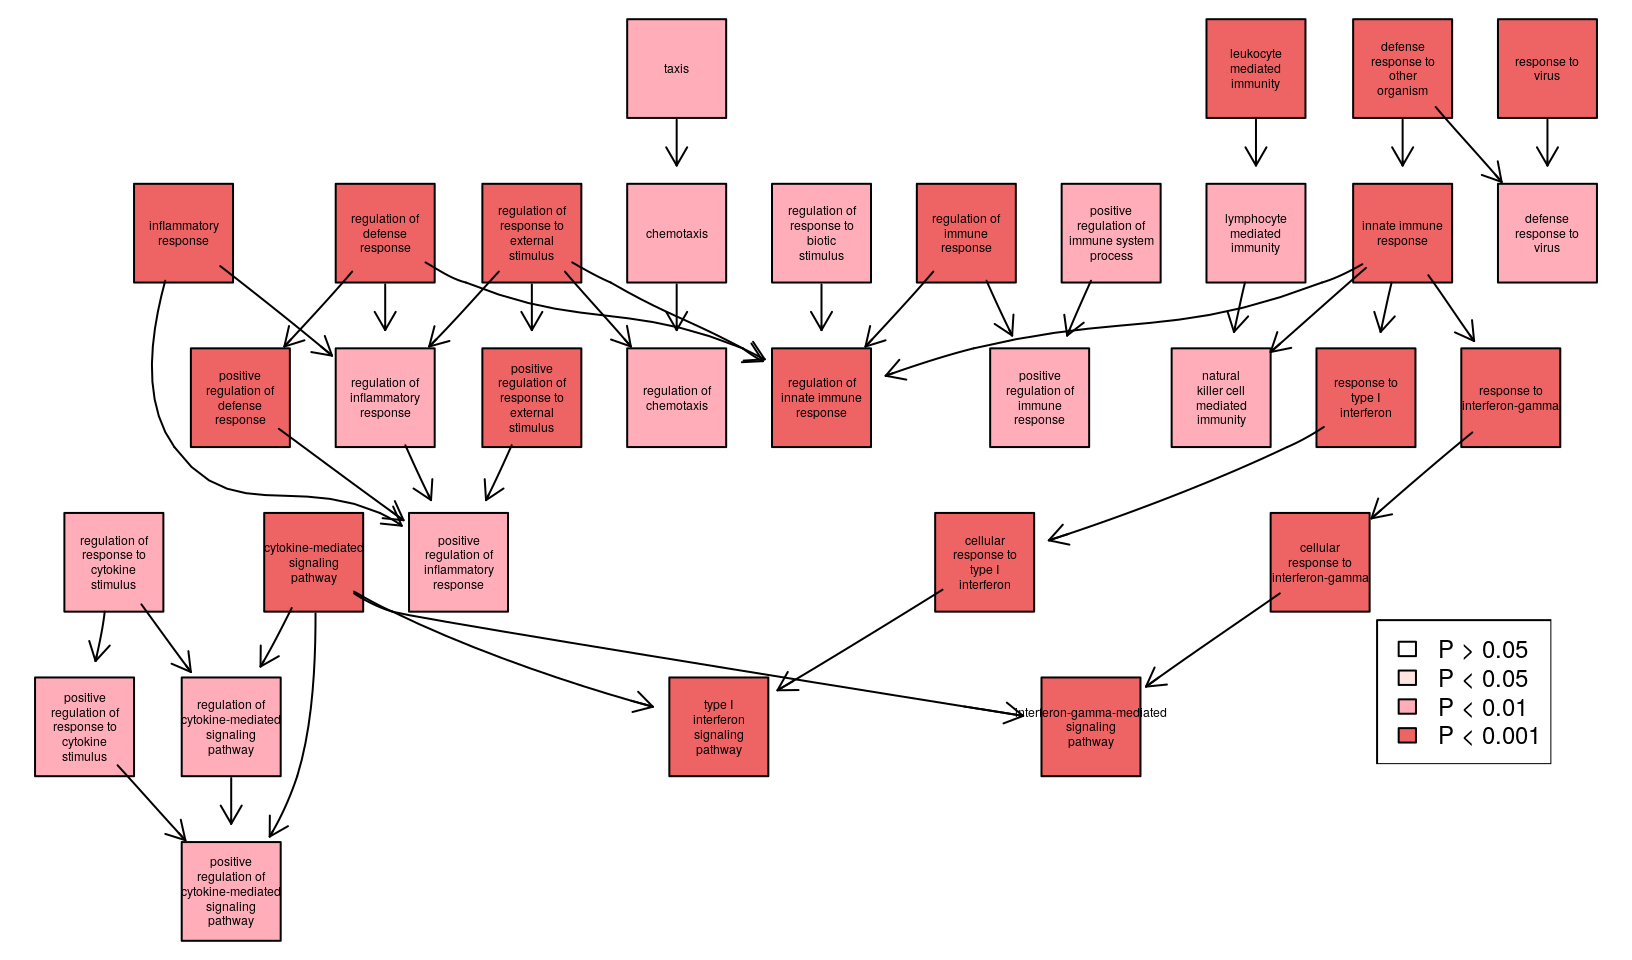 taxis
leukocyte
mediated
immunity
defense
response to
other
organism
response to
virus
inflammatory
response
regulation of
defense
response
regulation of
response to
external
stimulus
chemotaxis
regulation of
response to
biotic
stimulus
regulation of
immune
response
positive
regulation of
immune system
process
lymphocyte
mediated
immunity
innate immune
response
defense
response to
virus
positive
regulation of
defense
response
regulation of
inflammatory
response
positive
regulation of
response to
external
stimulus
regulation of
chemotaxis
regulation of
innate immune
response
positive
regulation of
immune
response
natural
killer cell
mediated
immunity
response to
type I
interferon
response to
interferon-gamma
regulation of
response to
cytokine
stimulus
cytokine-mediated
signaling
pathway
positive
regulation of
inflammatory
response
cellular
response to
type I
interferon
cellular
response to
interferon-gamma
positive
regulation of
response to
cytokine
stimulus
regulation of
cytokine-mediated
signaling
pathway
type I
interferon
signaling
pathway
interferon-gamma-mediated
signaling
pathway
P > 0.05
P < 0.05
P < 0.01
P < 0.001
positive
regulation of
cytokine-mediated
signaling
pathway